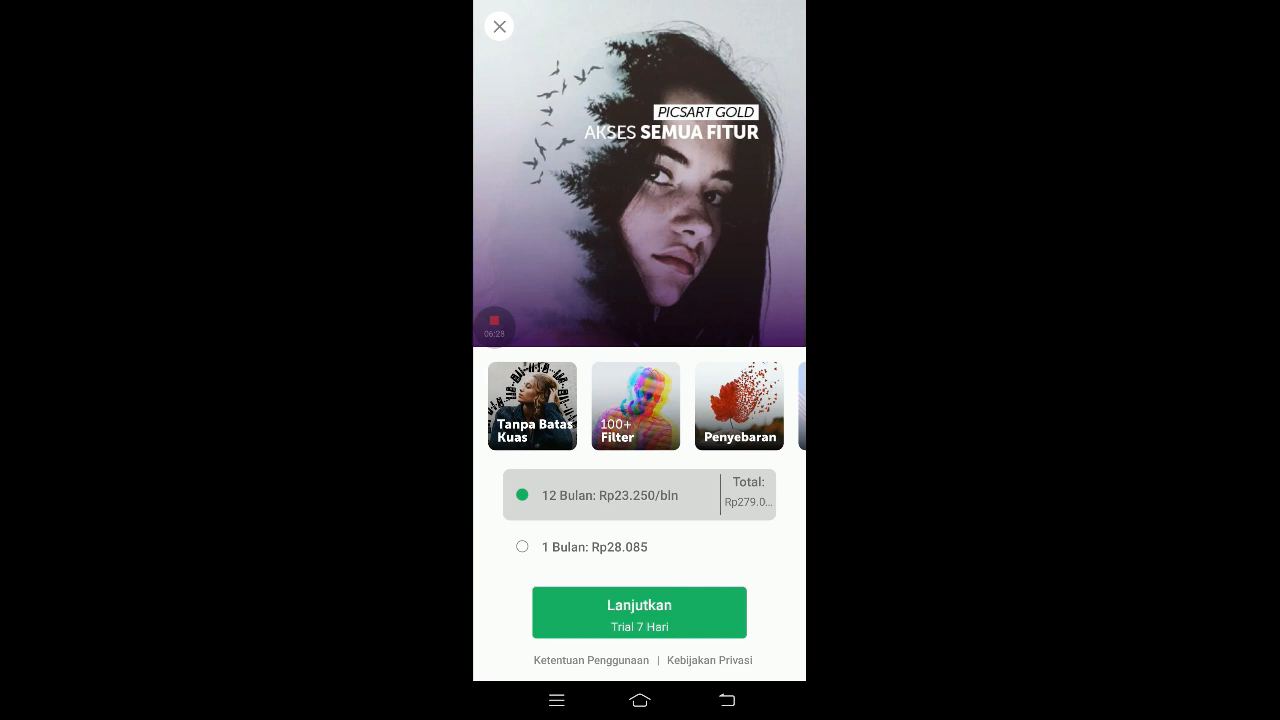 PICSART GOLD
AKSES SEMUA FITUR
06:28
Tanpa Batas
Kuas
100+
Filter
Penyebaran
12 Bulan: Rp23.250/bln
Total:
Rp279.0...
1 Bulan: Rp28.085
Lanjutkan
Trial 7 Hari
Ketentuan Penggunaan | Kebijakan Privasi